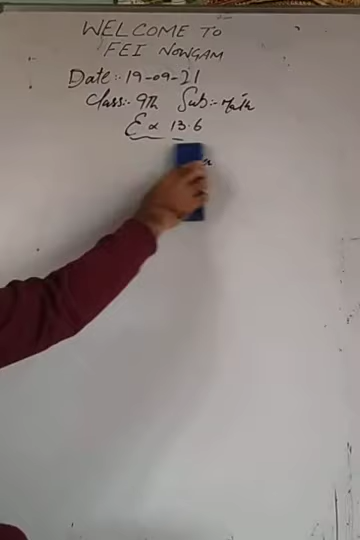 WELCOME TO
FEI NOWGAM
Date:- 19-09-21
Class:- 9th Sub:- Math
Ex 13.6